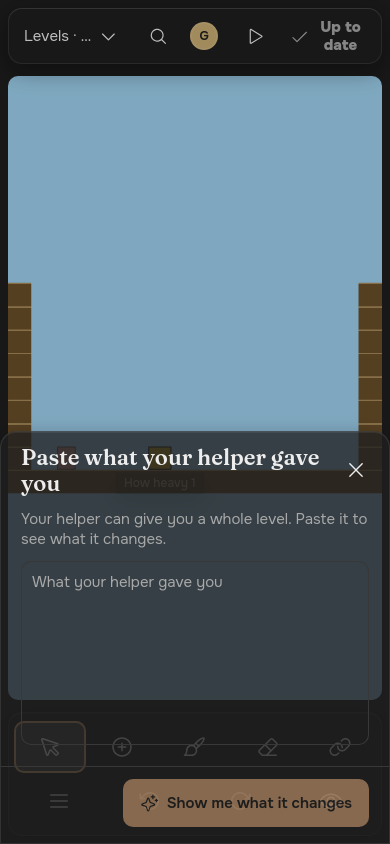 Levels · ...
G
Up to
date
Paste what your helper gave
you
How heavy 1
Your helper can give you a whole level. Paste it to
see what it changes.
What your helper gave you
Show me what it changes